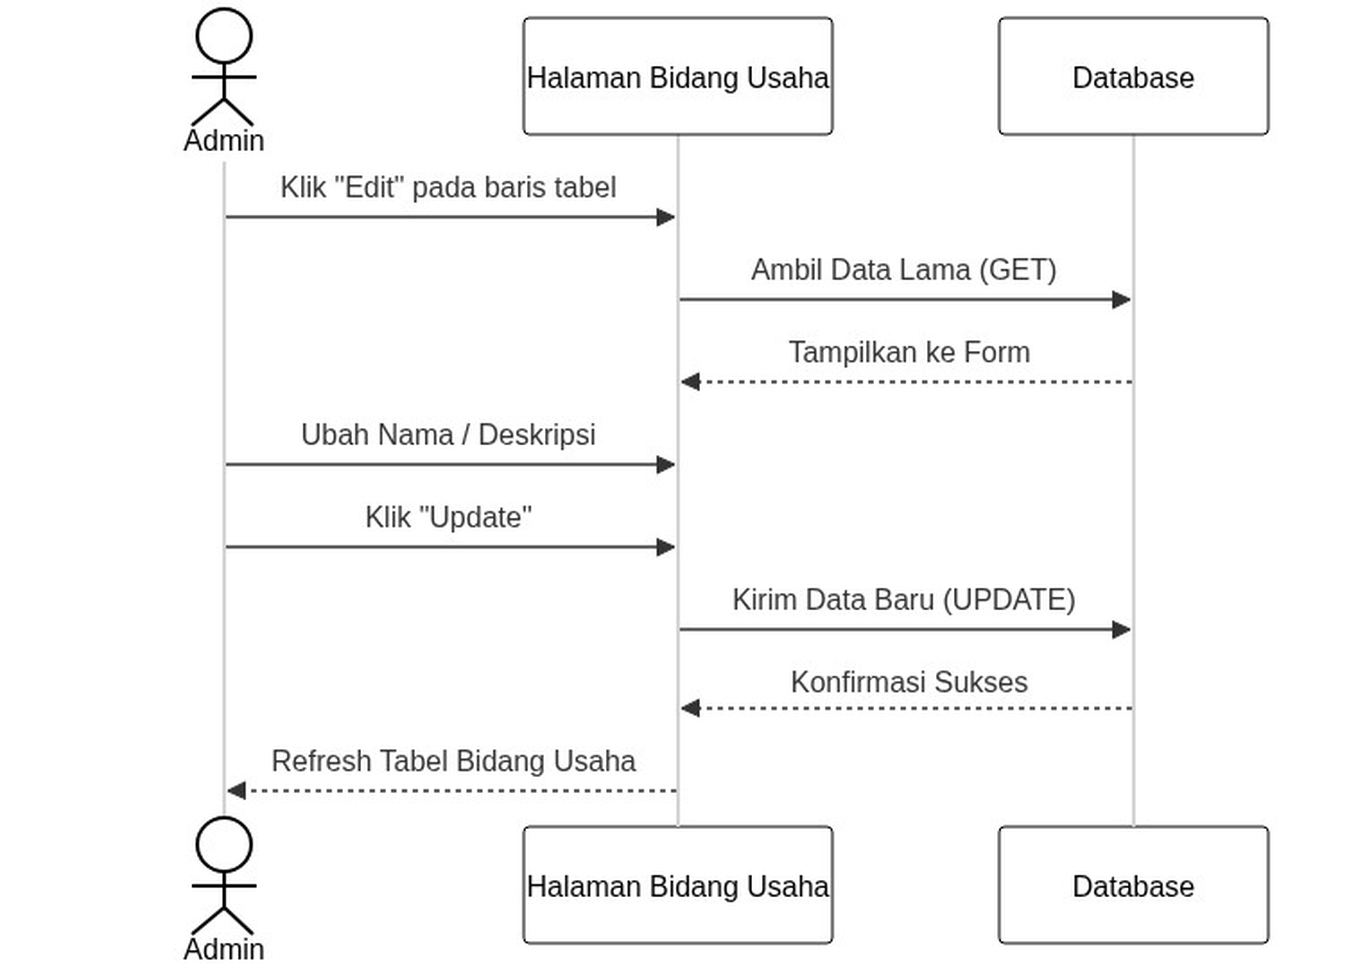 Admin
Halaman Bidang Usaha
Database
Klik "Edit" pada baris tabel
Ambil Data Lama (GET)
Tampilkan ke Form
Ubah Nama / Deskripsi
Klik "Update"
Kirim Data Baru (UPDATE)
Konfirmasi Sukses
Refresh Tabel Bidang Usaha
Admin
Halaman Bidang Usaha
Database